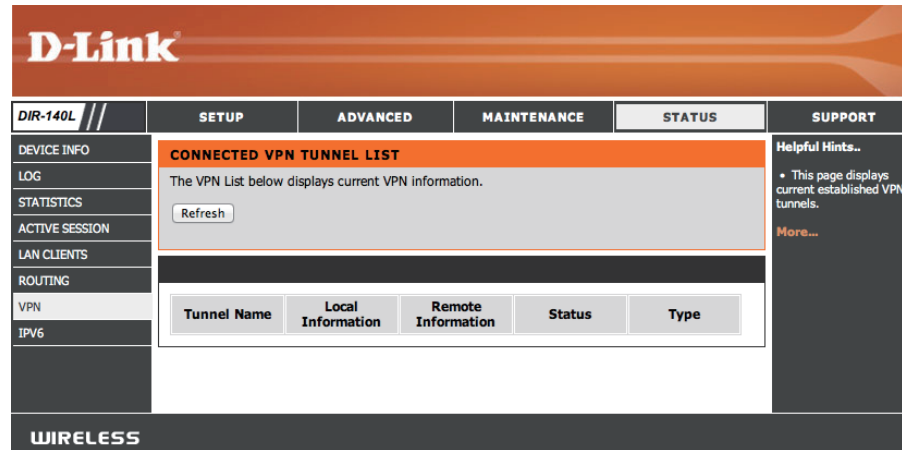 D-Link
DIR-140L
SETUP
ADVANCED
MAINTENANCE
STATUS
SUPPORT
DEVICE INFO
LOG
STATISTICS
ACTIVE SESSION
LAN CLIENTS
ROUTING
VPN
IPV6
CONNECTED VPN TUNNEL LIST
The VPN List below displays current VPN information.
Refresh
Tunnel Name
Local
Information
Remote
Information
Status
Type
Helpful Hints..
• This page displays
current established VPN
tunnels.
More...
WIRELESS